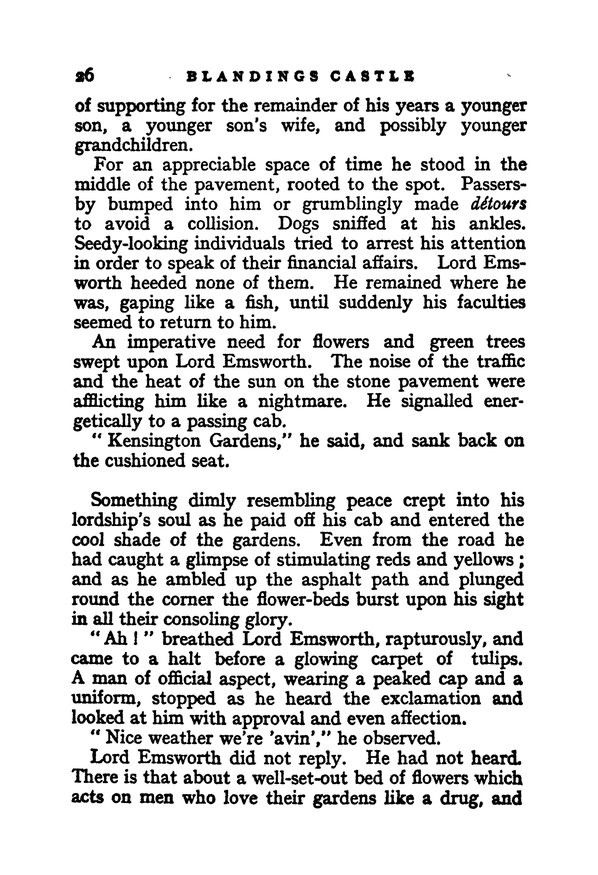 26 BLANDINGS CASTLE
of supporting for the remainder of his years a younger
son, a younger son's wife, and possibly younger
grandchildren.
For an appreciable space of time he stood in the
middle of the pavement, rooted to the spot. Passers-
by bumped into him or grumblingly made détours
to avoid a collision. Dogs sniffed at his ankles.
Seedy-looking individuals tried to arrest his attention
in order to speak of their financial affairs. Lord Ems-
worth heeded none of them. He remained where he
was, gaping like a fish, until suddenly his faculties
seemed to return to him.
An imperative need for flowers and green trees
swept upon Lord Emsworth. The noise of the traffic
and the heat of the sun on the stone pavement were
afflicting him like a nightmare. He signalled ener-
getically to a passing cab.
" Kensington Gardens," he said, and sank back on
the cushioned seat.
Something dimly resembling peace crept into his
lordship's soul as he paid off his cab and entered the
cool shade of the gardens. Even from the road he
had caught a glimpse of stimulating reds and yellows ;
and as he ambled up the asphalt path and plunged
round the corner the flower-beds burst upon his sight
in all their consoling glory.
" Ah ! " breathed Lord Emsworth, rapturously, and
came to a halt before a glowing carpet of tulips.
A man of official aspect, wearing a peaked cap and a
uniform, stopped as he heard the exclamation and
looked at him with approval and even affection.
" Nice weather we're 'avin'," he observed.
Lord Emsworth did not reply. He had not heard.
There is that about a well-set-out bed of flowers which
acts on men who love their gardens like a drug, and